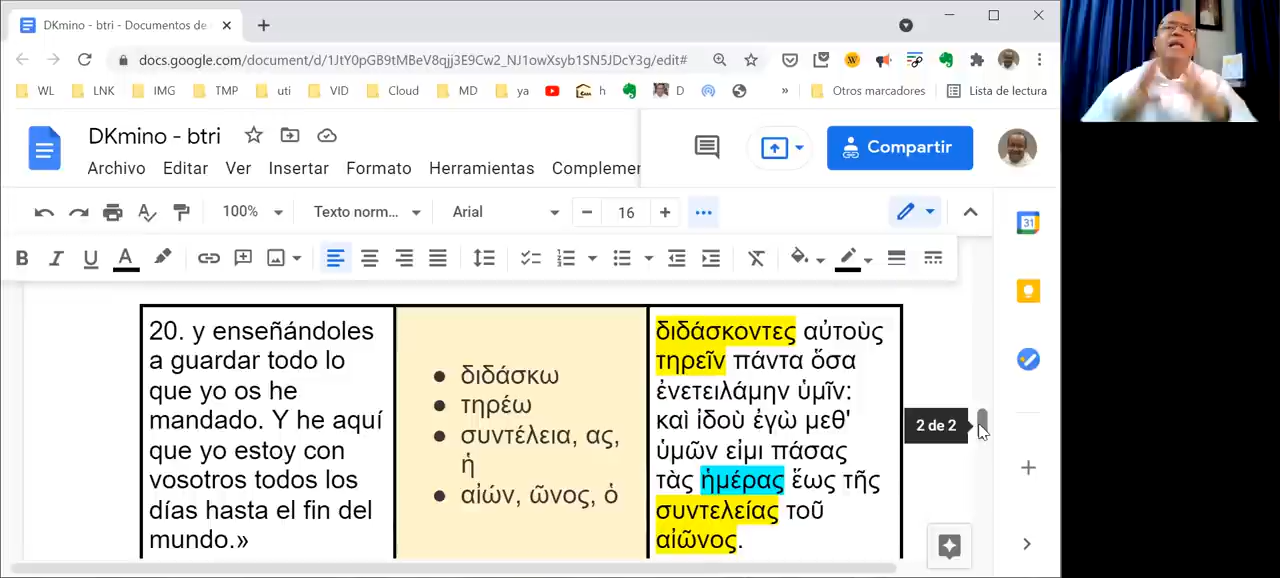 DKmino - btri - Documentos de
docs.google.com/document/d/1JtY0pGB9tMBeV8qjj3E9Cw2_NJ1owXsyb1SN5JDcY3g/edit#
WL LNK IMG TMP uti VID Cloud MD ya h D » Otros marcadores Lista de lectura
DKmino - btri
Compartir
Archivo Editar Ver Insertar Formato Herramientas Complemen
100% Texto norm... Arial 16
B I U A
31
20. y enseñándoles
a guardar todo lo
que yo os he
mandado. Y he aquí
que yo estoy con
vosotros todos los
días hasta el fin del
mundo.»
• διδάσκω
• τηρέω
• συντέλεια, ας,
ἡ
• αἰών, ῶνος, ὁ
διδάσκοντες αὐτοὺς
τηρεῖν πάντα ὅσα
ἐνετειλάμην ὑμῖν:
καὶ ἰδοὺ ἐγὼ μεθ'
ὑμῶν εἰμι πάσας
τὰς ἡμέρας ἕως τῆς
συντελείας τοῦ
αἰῶνος.
2 de 2